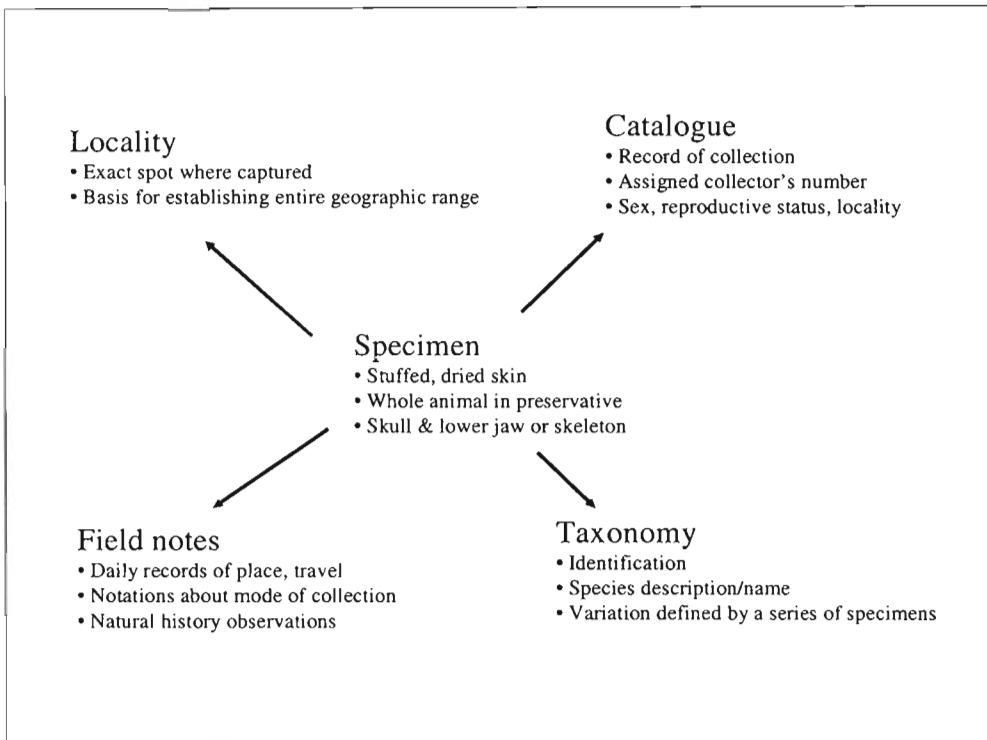 Locality
• Exact spot where captured
• Basis for establishing entire geographic range
Catalogue
• Record of collection
• Assigned collector's number
• Sex, reproductive status, locality
Specimen
• Stuffed, dried skin
• Whole animal in preservative
• Skull & lower jaw or skeleton
Field notes
• Daily records of place, travel
• Notations about mode of collection
• Natural history observations
Taxonomy
• Identification
• Species description/name
• Variation defined by a series of specimens